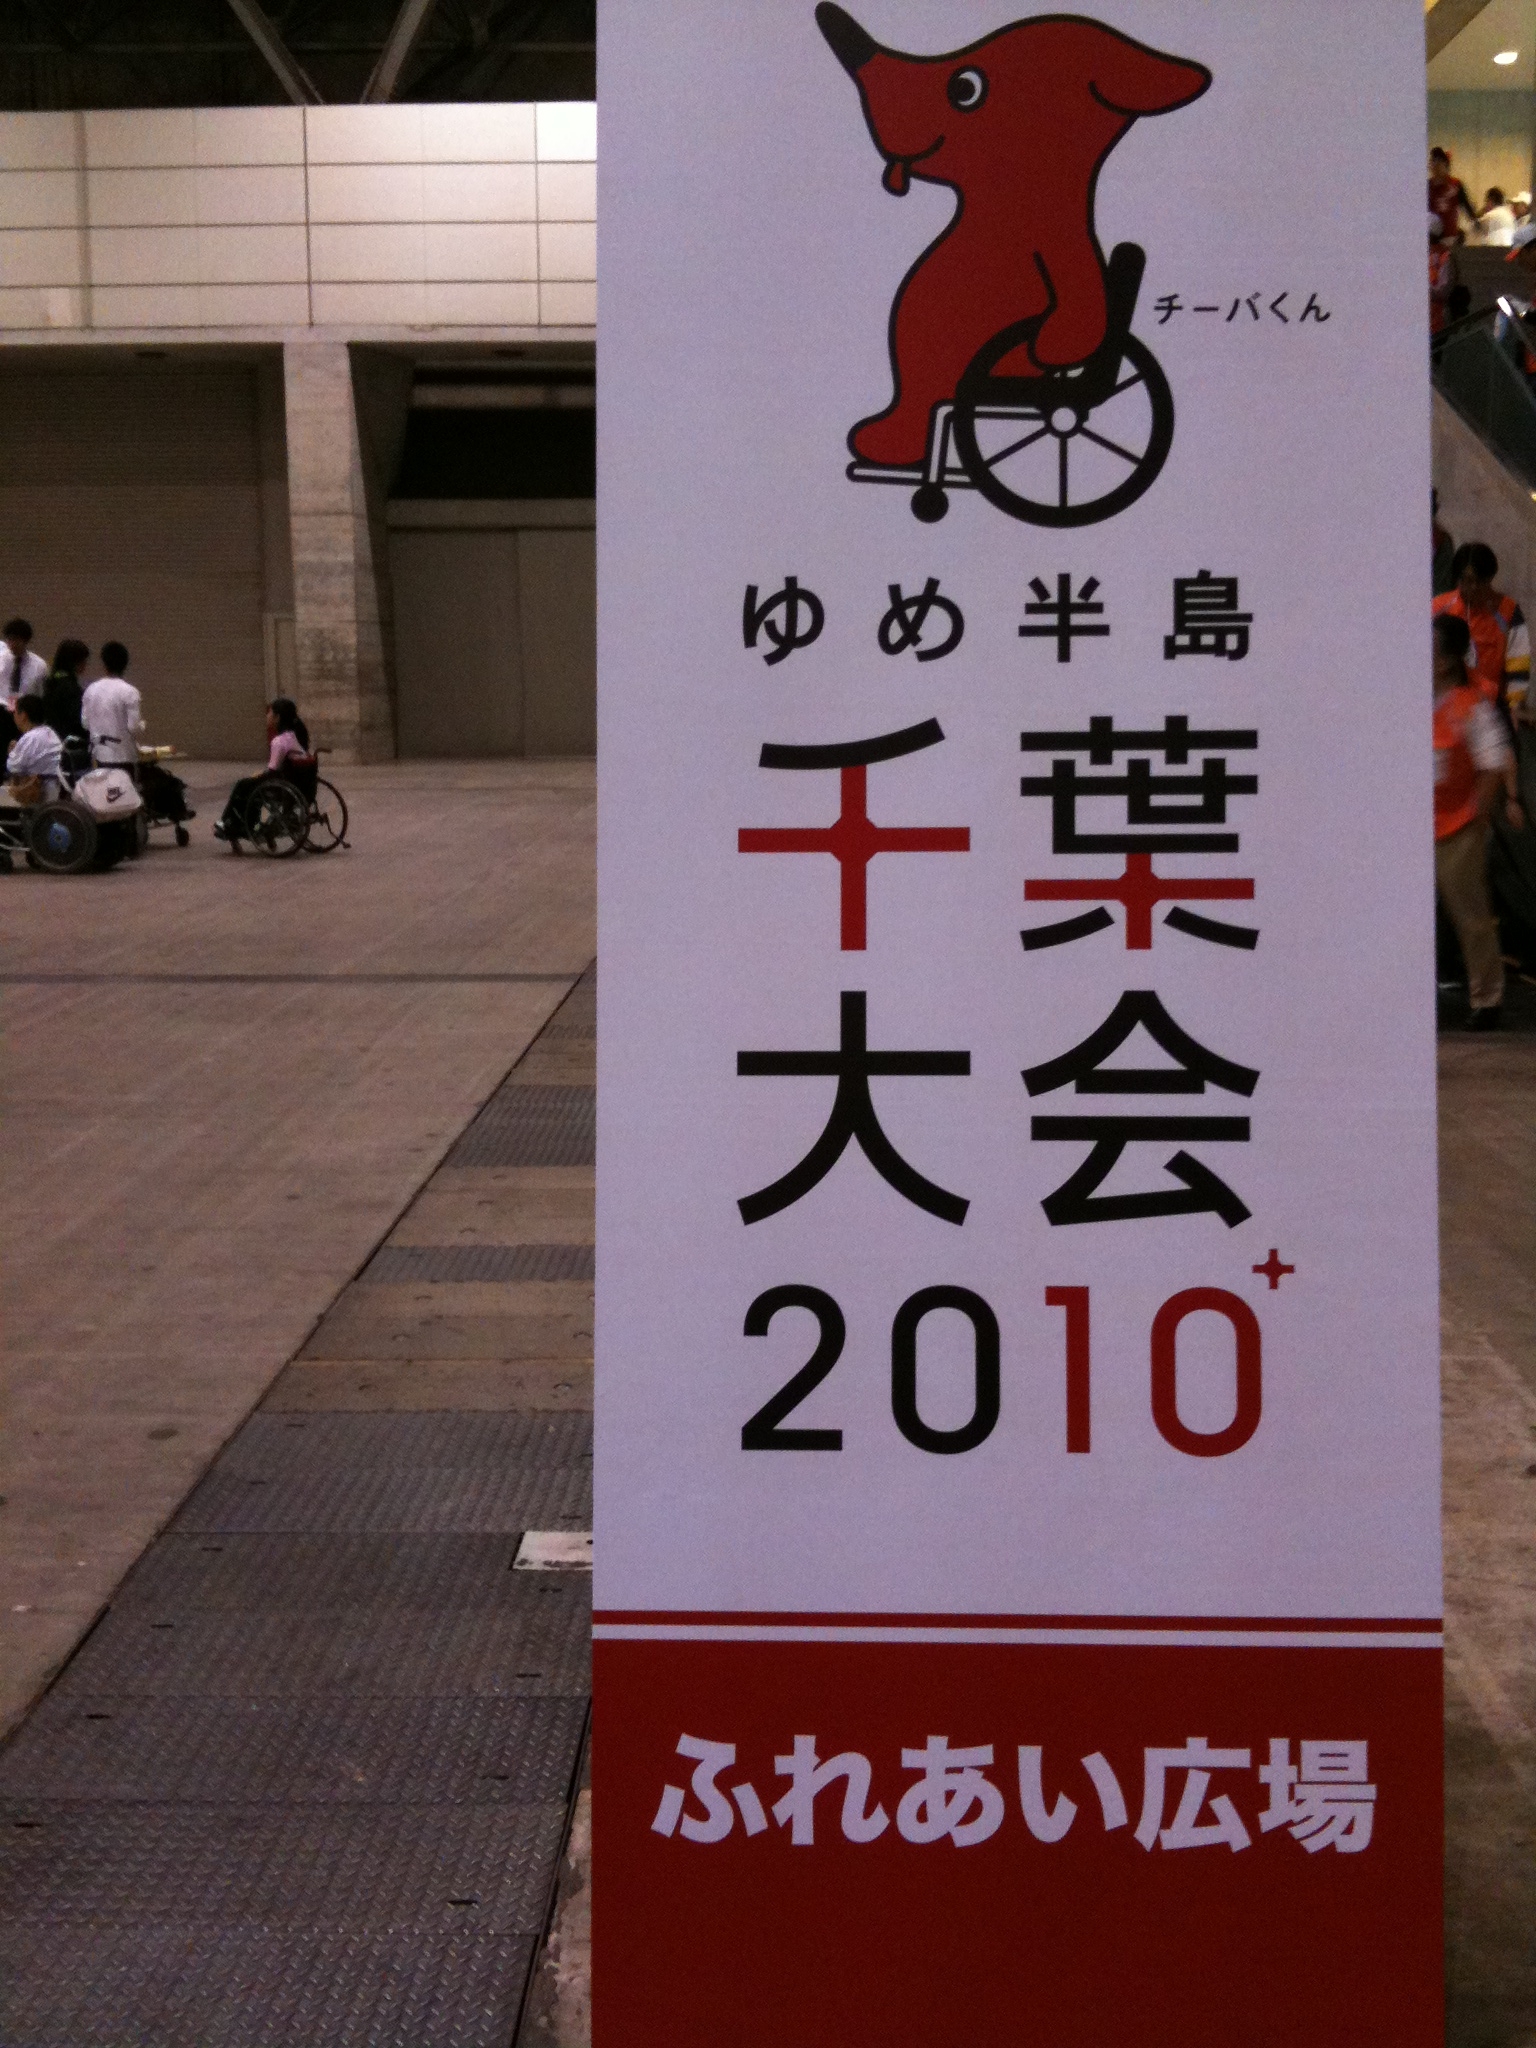 チーバくん
ゆめ半島
千葉
大会
2010
ふれあい広場